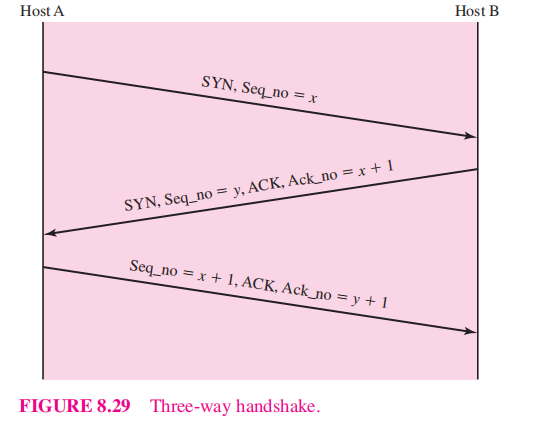 Host A
Host B
SYN, Seq_no = x
SYN, Seq_no = y, ACK, Ack_no = x + 1
Seq_no = x + 1, ACK, Ack_no = y + 1
FIGURE 8.29 Three-way handshake.